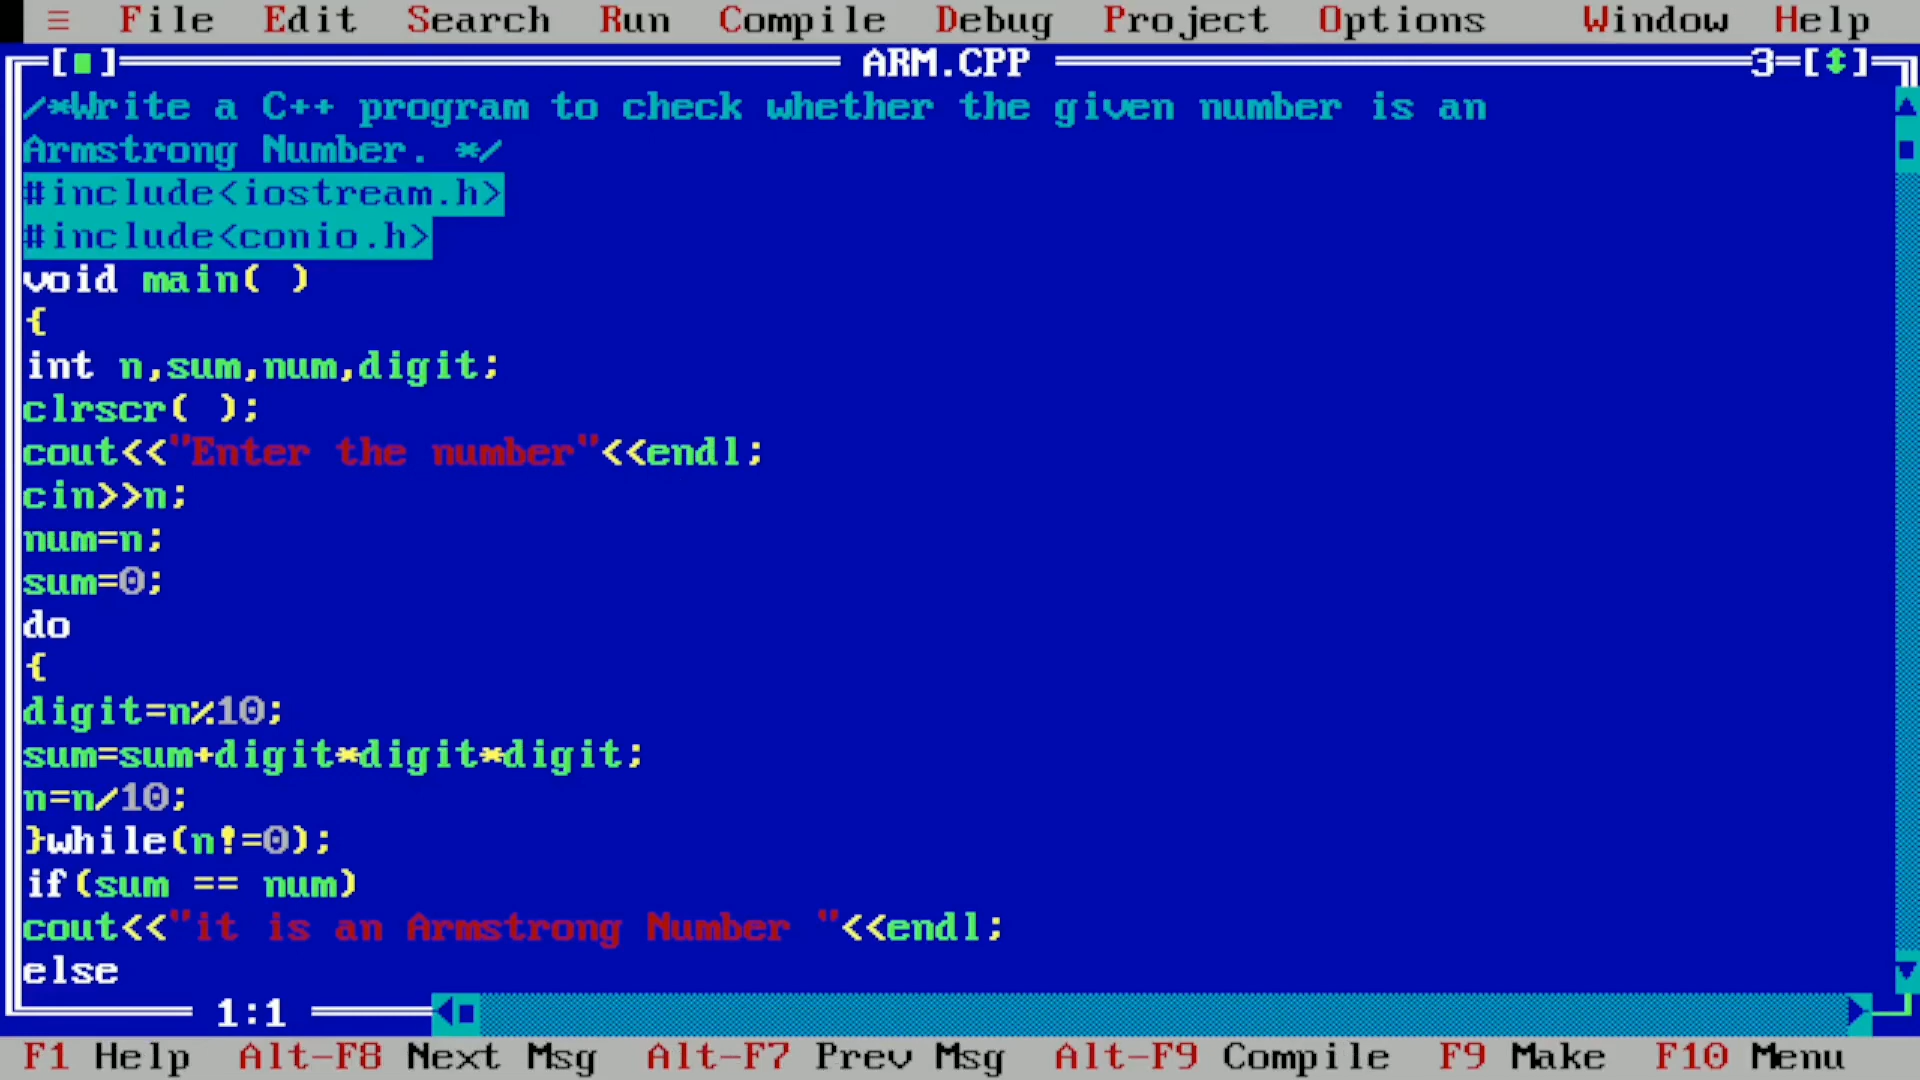 ≡ File Edit Search Run Compile Debug Project Options Window Help
[■] ARM.CPP 3=[↕]
/*Write a C++ program to check whether the given number is an
Armstrong Number. */
#include<iostream.h>
#include<conio.h>
void main( )
{
int n,sum,num,digit;
clrscr( );
cout<<"Enter the number"<<endl;
cin>>n;
num=n;
sum=0;
do
{
digit=n%10;
sum=sum+digit*digit*digit;
n=n/10;
}while(n!=0);
if(sum == num)
cout<<"it is an Armstrong Number "<<endl;
else
1:1
F1 Help Alt-F8 Next Msg Alt-F7 Prev Msg Alt-F9 Compile F9 Make F10 Menu